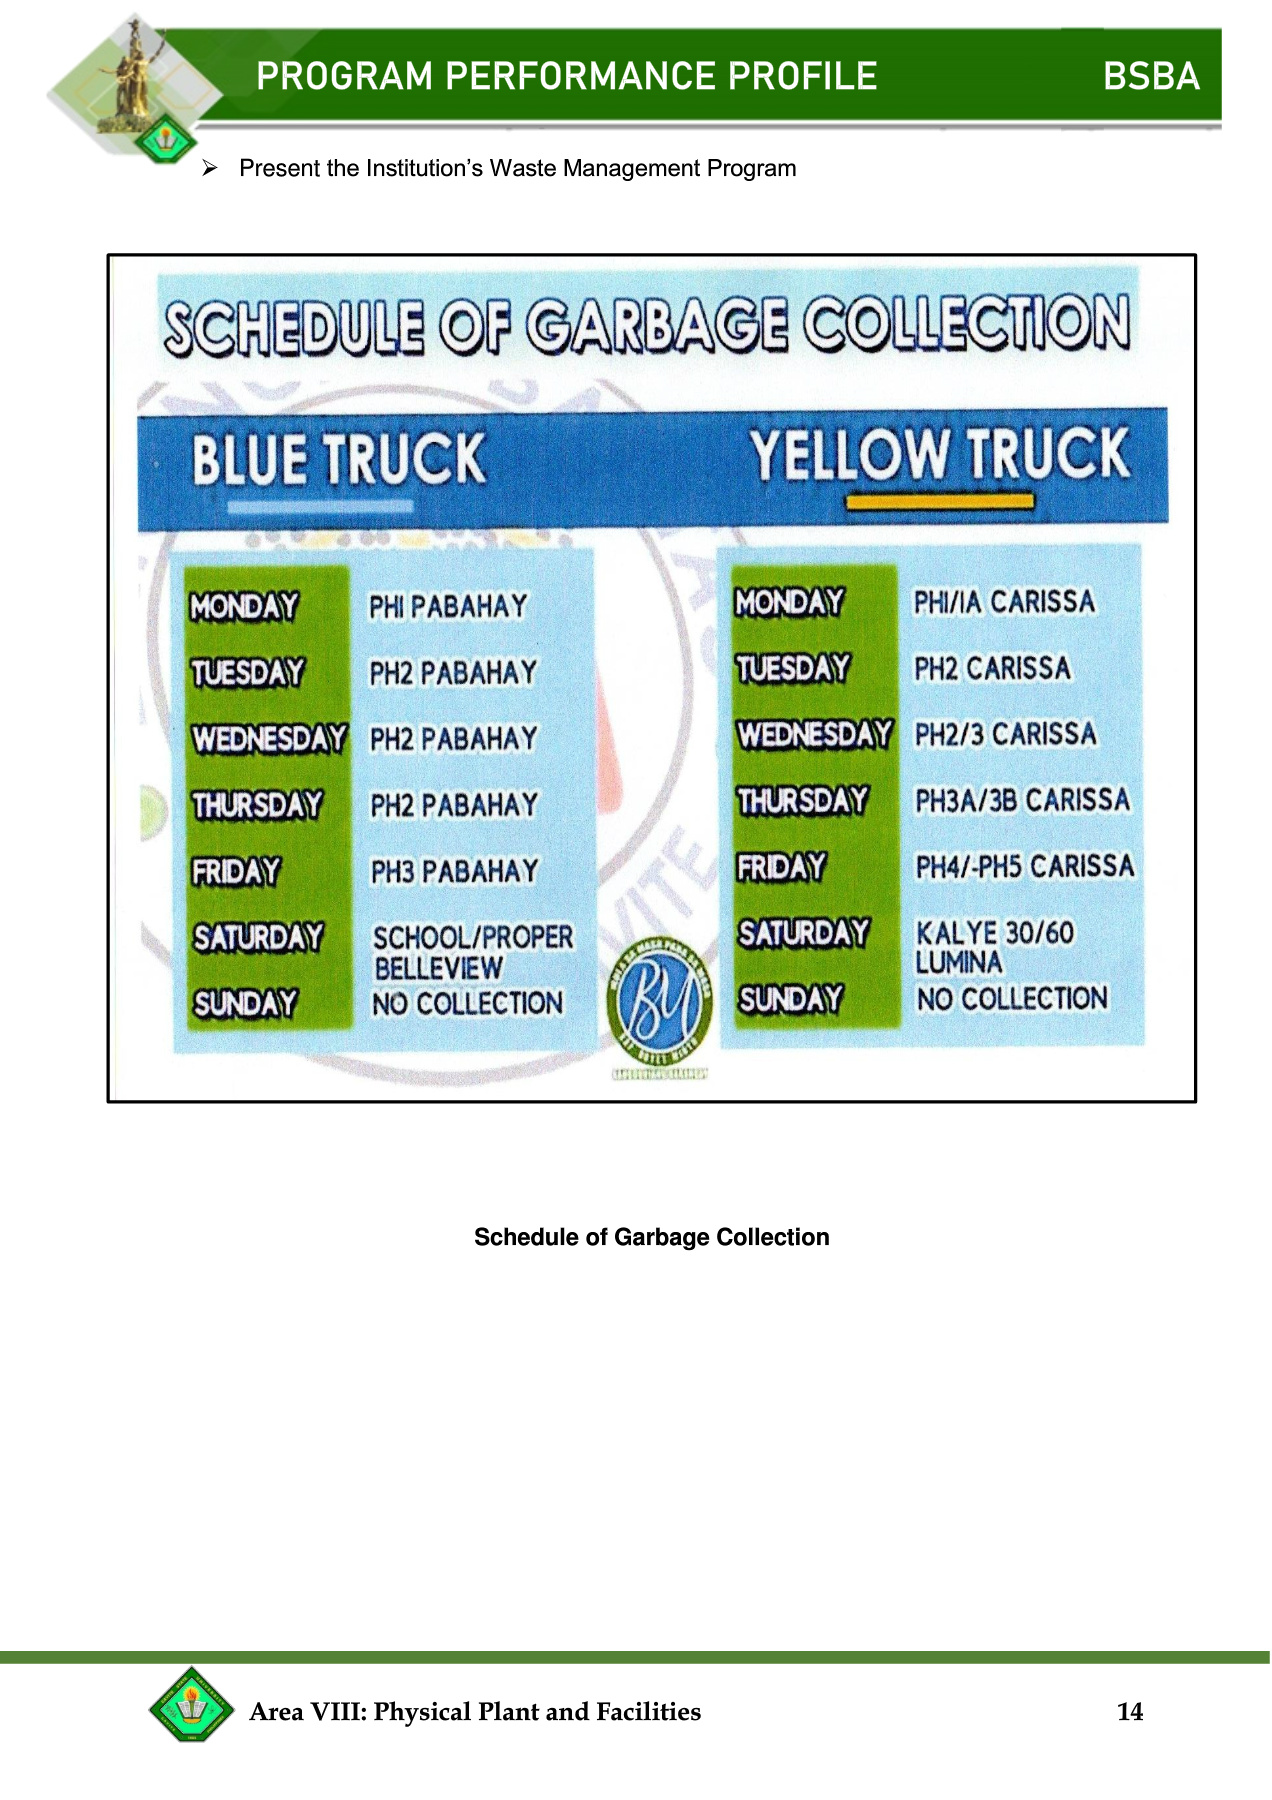 PROGRAM PERFORMANCE PROFILE BSBA
➢ Present the Institution’s Waste Management Program
SCHEDULE OF GARBAGE COLLECTION
BLUE TRUCK
MONDAY PH1 PABAHAY
TUESDAY PH2 PABAHAY
WEDNESDAY PH2 PABAHAY
THURSDAY PH2 PABAHAY
FRIDAY PH3 PABAHAY
SATURDAY SCHOOL/PROPER
BELLEVIEW
SUNDAY NO COLLECTION
YELLOW TRUCK
MONDAY PH1/1A CARISSA
TUESDAY PH2 CARISSA
WEDNESDAY PH2/3 CARISSA
THURSDAY PH3A/3B CARISSA
FRIDAY PH4/-PH5 CARISSA
SATURDAY KALYE 30/60
LUMINA
SUNDAY NO COLLECTION
BM
Schedule of Garbage Collection
Area VIII: Physical Plant and Facilities 14